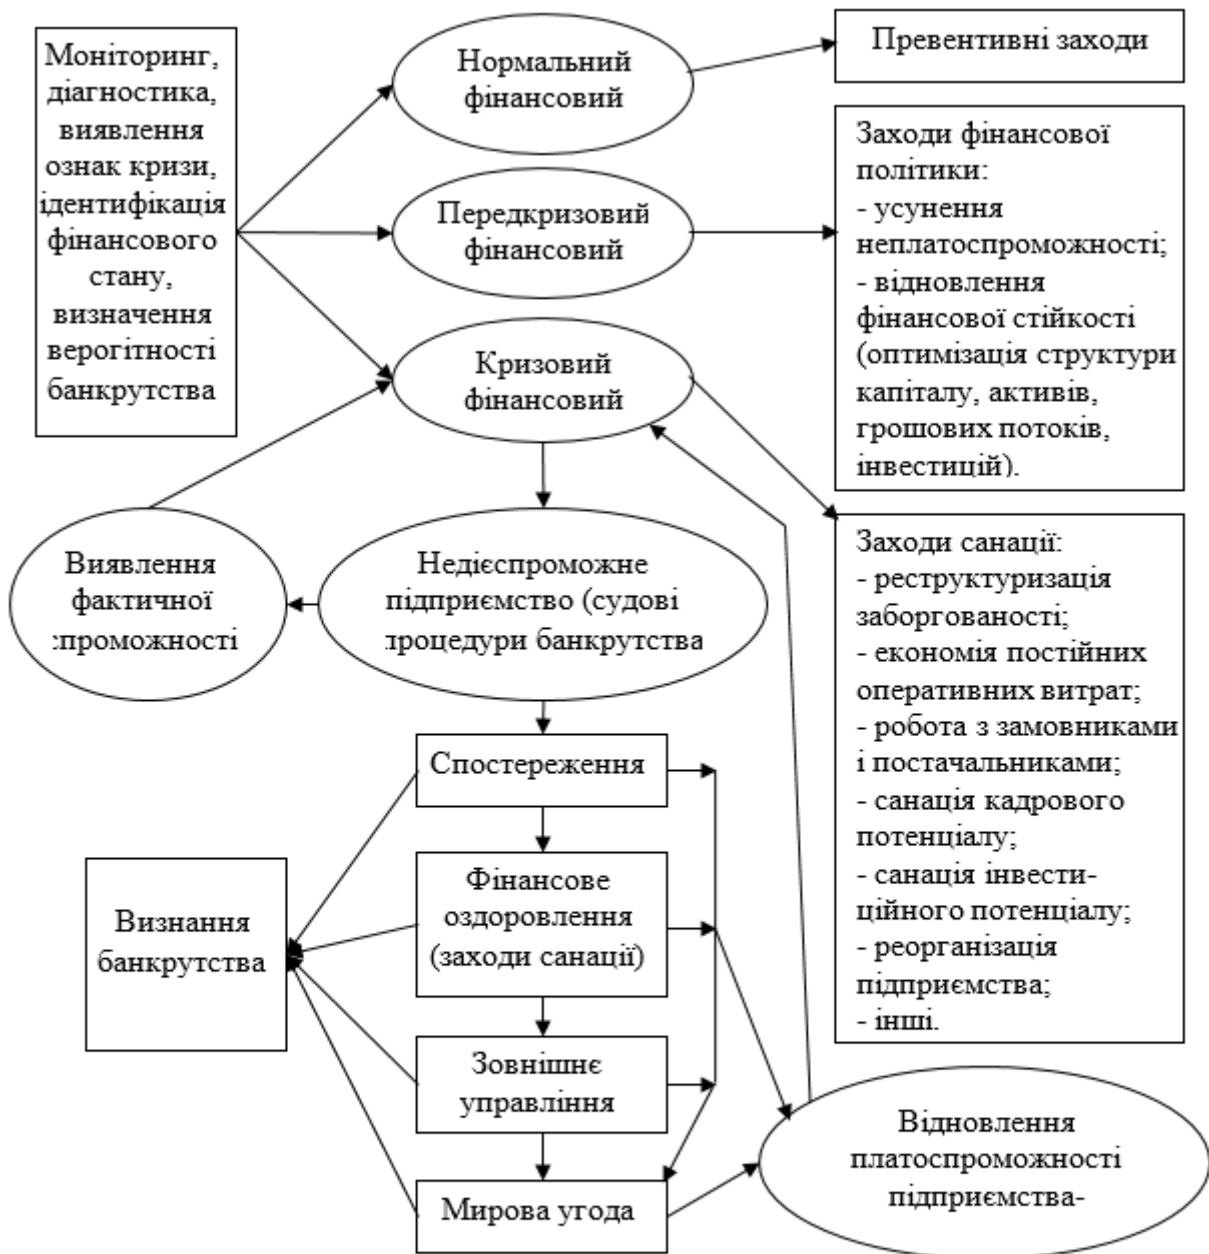 Моніторинг,
діагностика,
виявлення
ознак кризи,
ідентифікація
фінансового
стану,
визначення
верогітності
банкрутства
Нормальний
фінансовий
Превентивні заходи
Передкризовий
фінансовий
Заходи фінансової
політики:
- усунення
неплатоспроможності;
- відновлення
фінансової стійкості
(оптимізація структури
капіталу, активів,
грошових потоків,
інвестицій).
Кризовий
фінансовий
Виявлення
фактичної
спроможності
Недієспроможне
підприємство (судові
процедури банкрутства
Заходи санації:
- реструктуризація
заборгованості;
- економія постійних
оперативних витрат;
- робота з замовниками
і постачальниками;
- санація кадрового
потенціалу;
- санація інвести-
ційного потенціалу;
- реорганізація
підприємства;
- інші.
Спостереження
Визнання
банкрутства
Фінансове
оздоровлення
(заходи санації)
Зовнішнє
управління
Мирова угода
Відновлення
платоспроможності
підприємства-